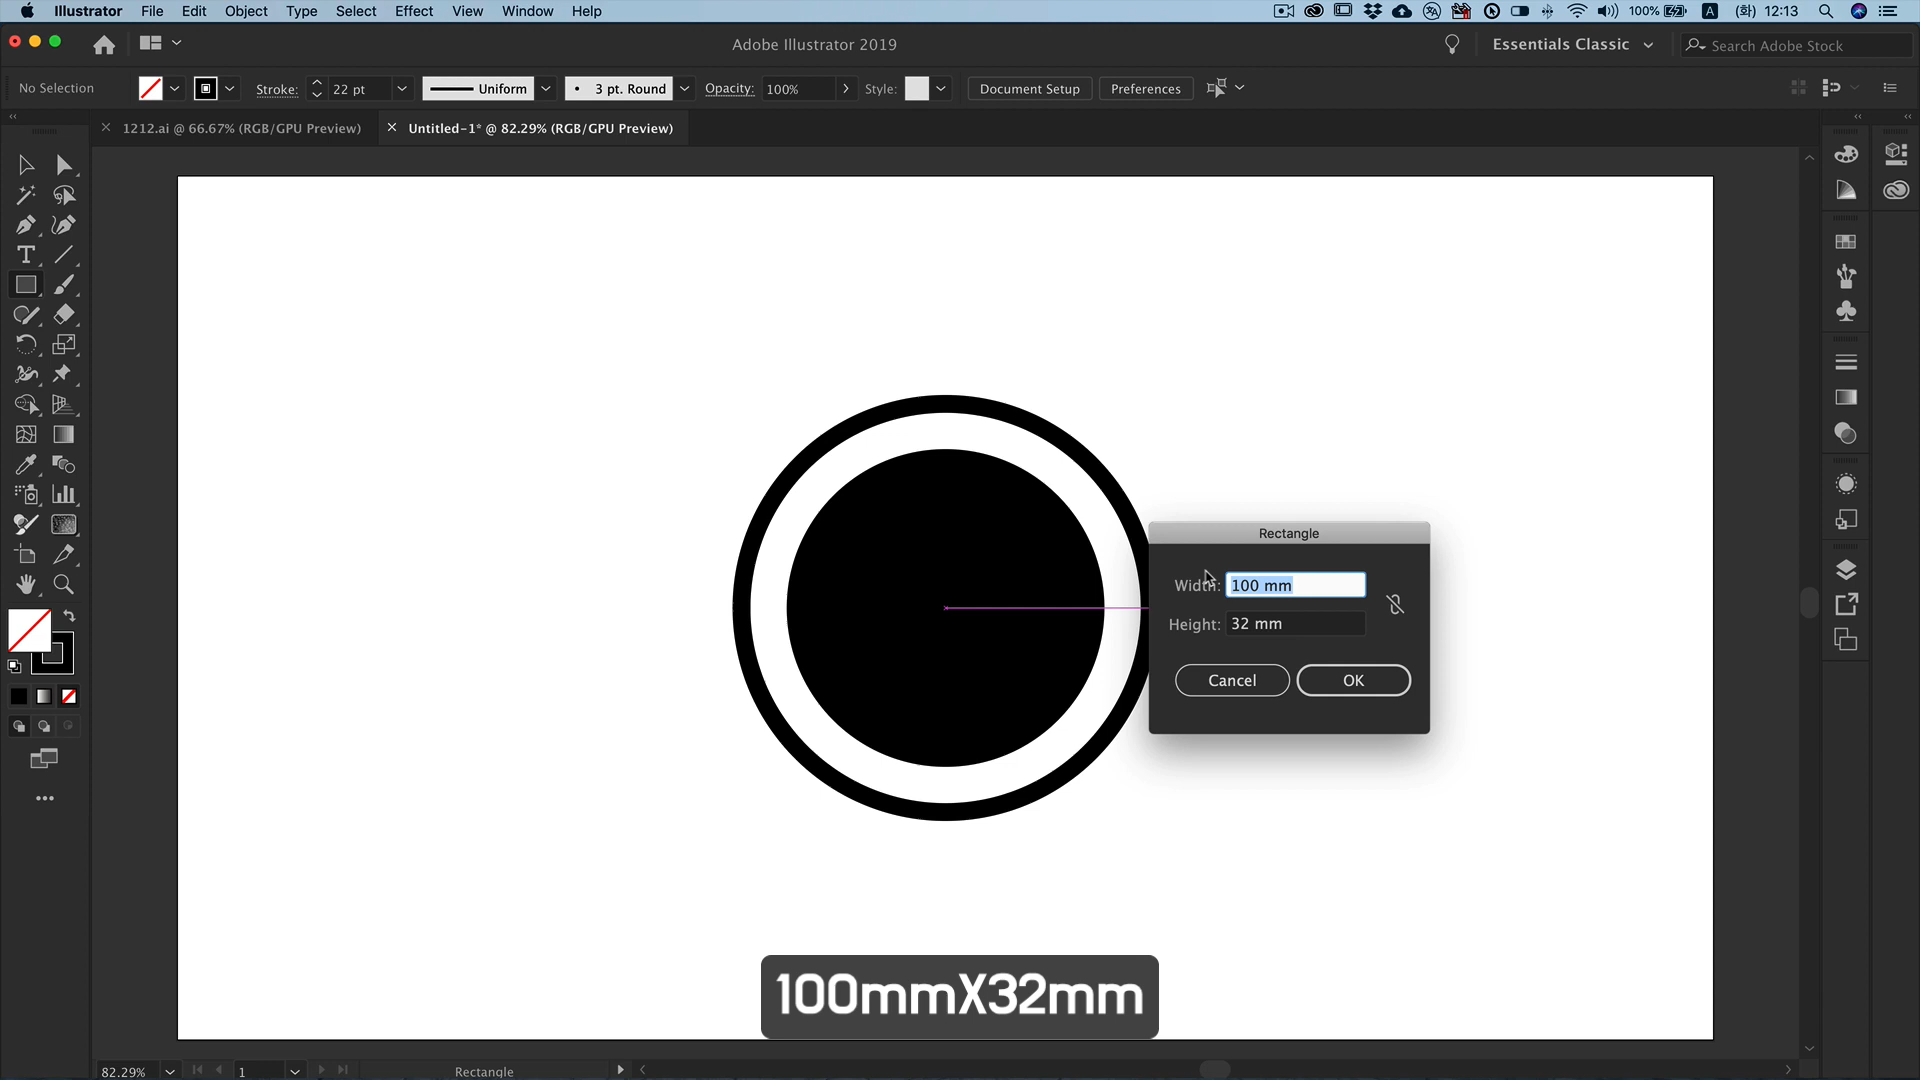 Illustrator File Edit Object Type Select Effect View Window Help 100% A (화) 12:13
Adobe Illustrator 2019 Essentials Classic Search Adobe Stock
No Selection Stroke: 22 pt Uniform 3 pt. Round Opacity: 100% Style: Document Setup Preferences
1212.ai @ 66.67% (RGB/GPU Preview) Untitled-1* @ 82.29% (RGB/GPU Preview)
Rectangle
Width: 100 mm
Height: 32 mm
Cancel OK
100mmX32mm
82.29% 1 Rectangle